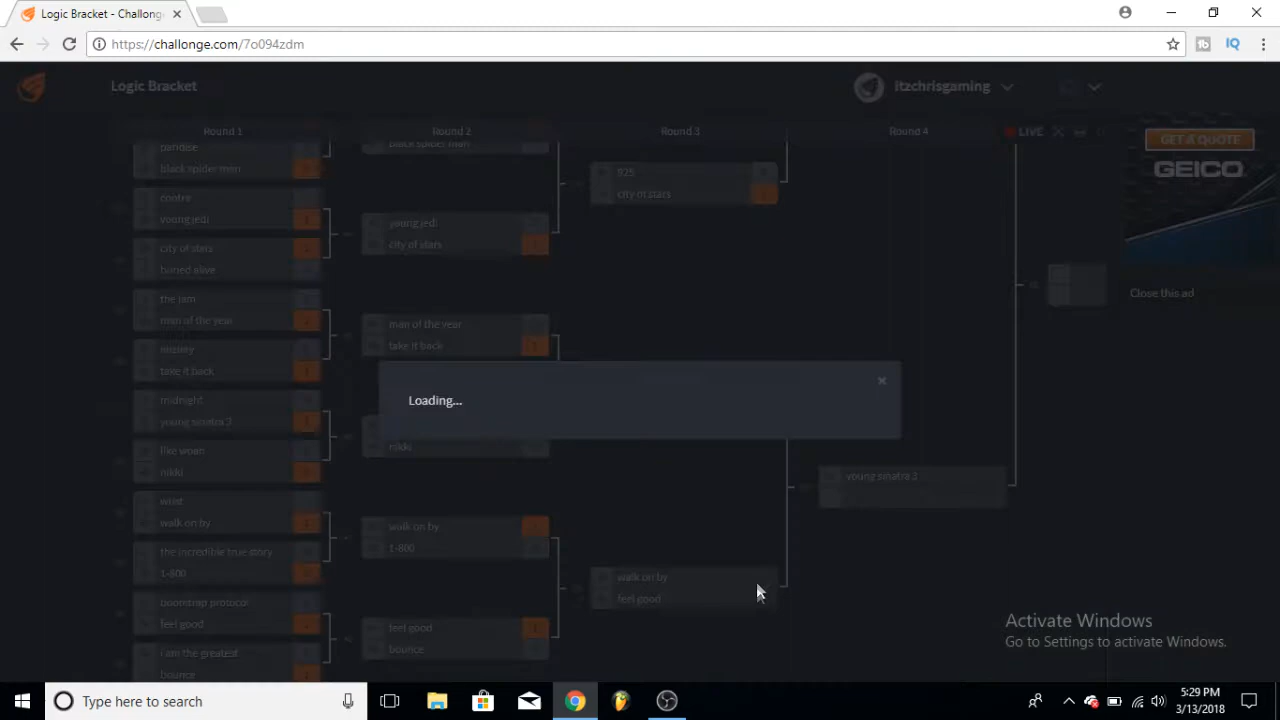 Logic Bracket - Challong
https://challonge.com/7o094zdm
Logic Bracket
itzchrisgaming
Round 1
Round 2
Round 3
Round 4
LIVE
GET A QUOTE
GEICO
Close this ad
black spider man
contra
young jedi
city of stars
buried alive
the jam
man of the year
take it back
midnight
young sinatra 3
like woah
nikki
wrist
walk on by
the incredible true story
1-800
bootstrap protocol
feel good
i am the greatest
bounce
black spider man
young jedi
city of stars
man of the year
take it back
nikki
walk on by
1-800
feel good
bounce
925
city of stars
walk on by
feel good
young sinatra 3
Loading...
Activate Windows
Go to Settings to activate Windows.
Type here to search
5:29 PM
3/13/2018